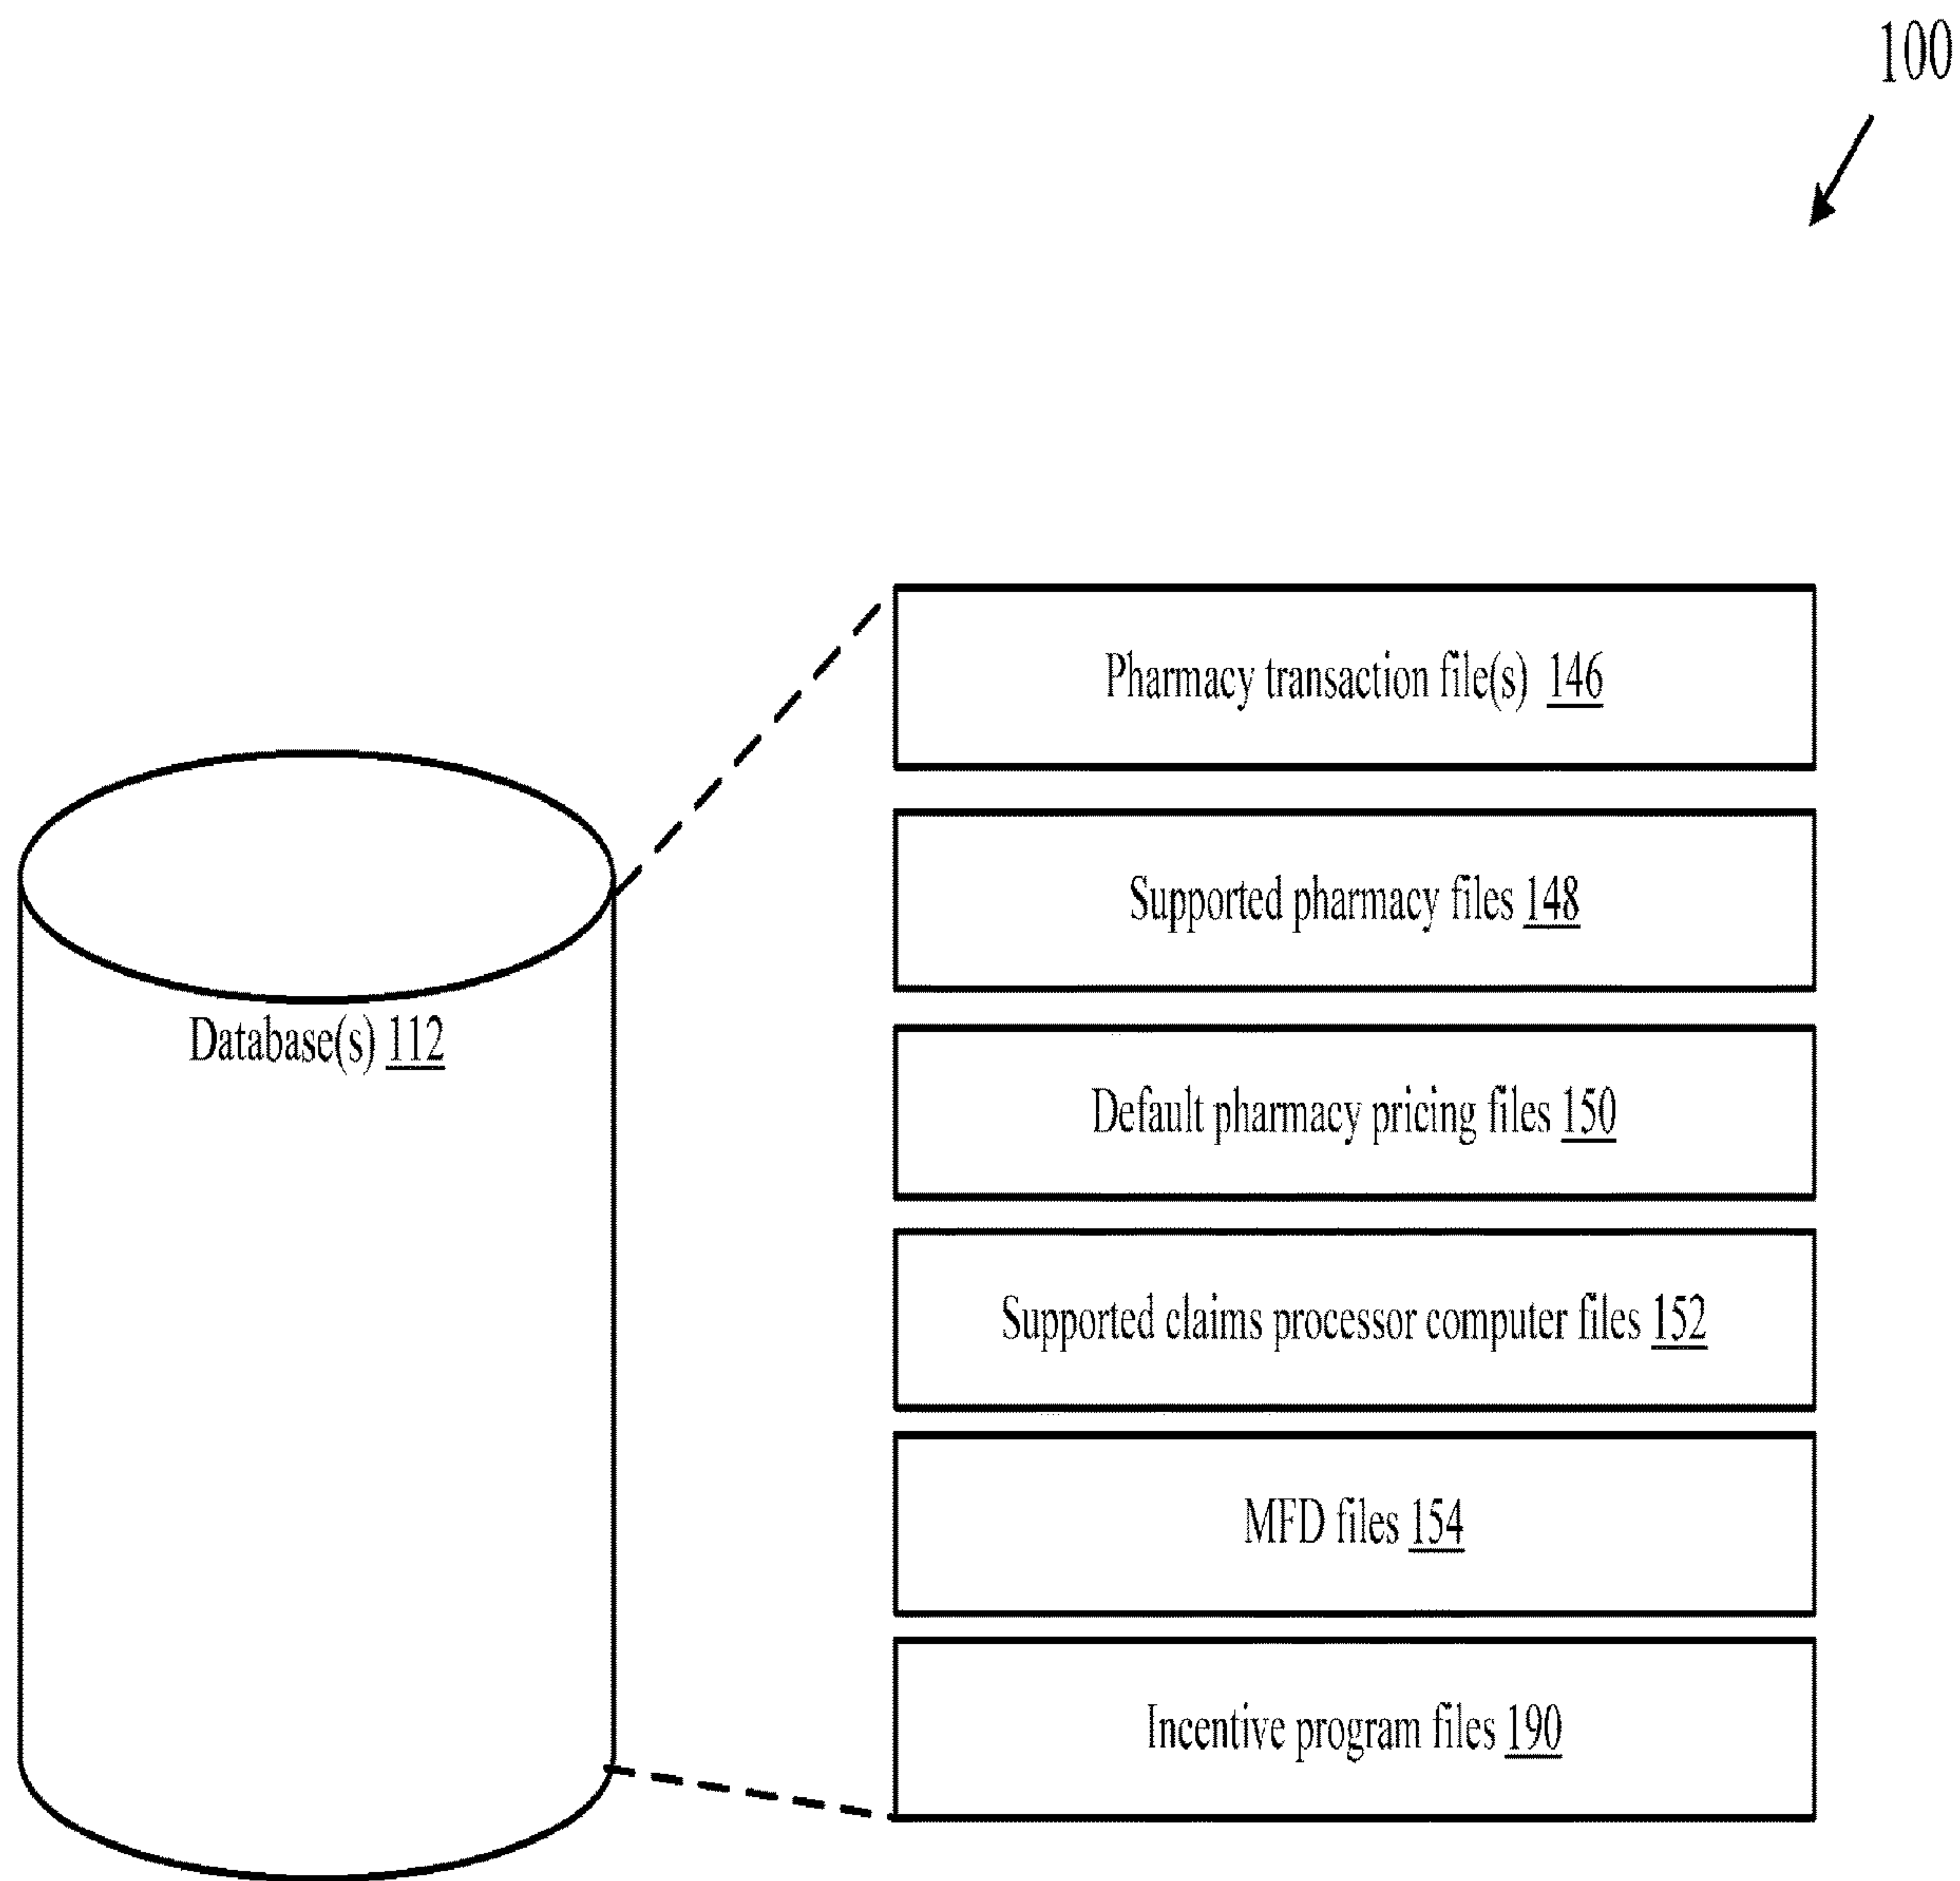 100
Pharmacy transaction file(s) 146
Supported pharmacy files 148
Database(s) 112
Default pharmacy pricing files 150
Supported claims processor computer files 152
MFD files 154
Incentive program files 190